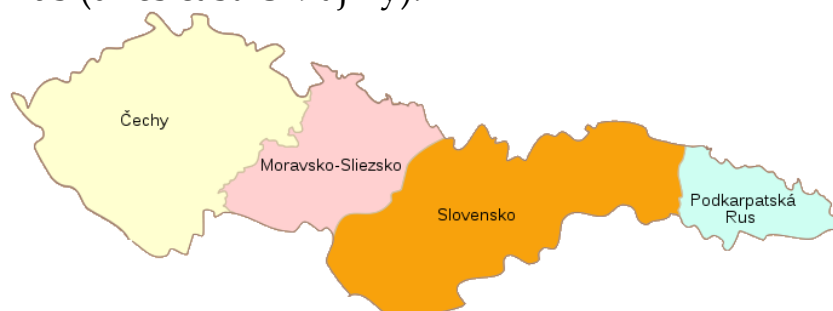 Čechy
Moravsko-Sliezsko
Slovensko
Podkarpatská
Rus